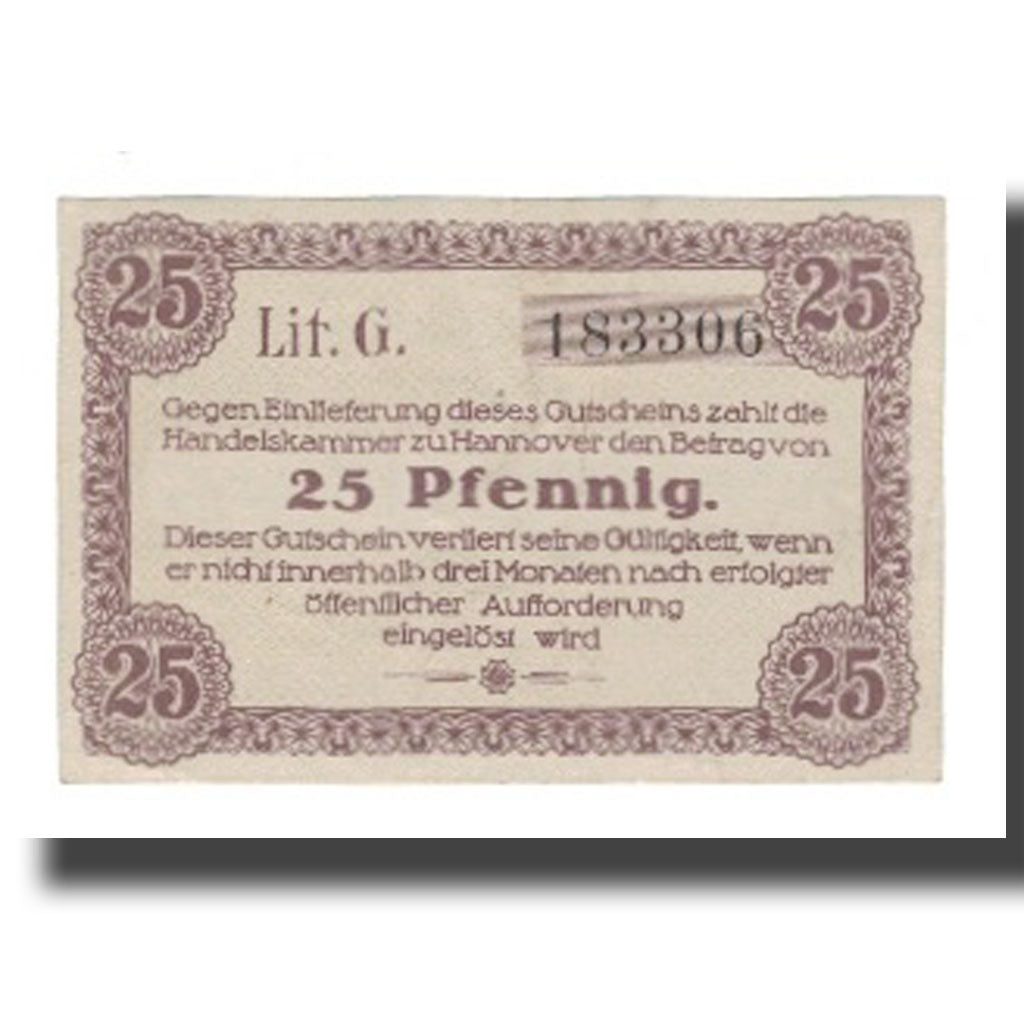 25 25
Lit. G. 183306
Gegen Einlieferung dieses Gutscheins zahlt die
Handelskammer zu Hannover den Betrag von
25 Pfennig.
Dieser Gutschein verliert seine Gültigkeit, wenn
er nicht innerhalb drei Monaten nach erfolgter
öffentlicher Aufforderung
eingelöst wird
25 25